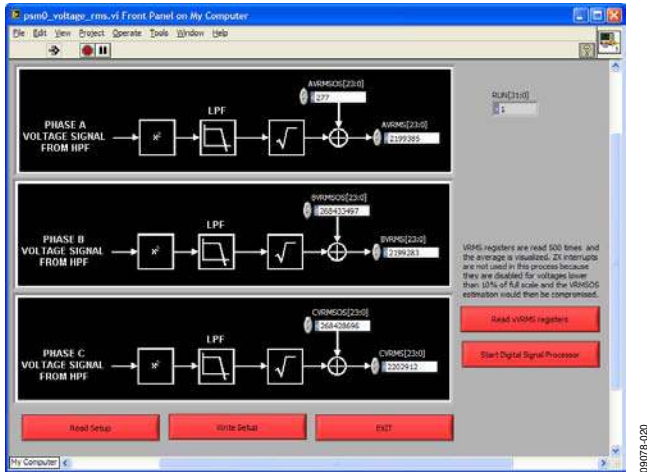 psm0_voltage_rms.vi Front Panel on My Computer
File Edit View Project Operate Tools Window Help
AVRMSOS[23:0]
277
LPF
PHASE A
VOLTAGE SIGNAL
FROM HPF
x²
√
AVRMS[23:0]
2199385
RUN[31:0]
1
BVRMSOS[23:0]
268433497
LPF
PHASE B
VOLTAGE SIGNAL
FROM HPF
x²
√
BVRMS[23:0]
2199283
VRMS registers are read 500 times and
the average is visualized. ZX interrupts
are not used in this process because
they are disabled for voltages lower
than 10% of full scale and the VRMSOS
estimation would then be compromised.
CVRMSOS[23:0]
268428696
LPF
PHASE C
VOLTAGE SIGNAL
FROM HPF
x²
√
CVRMS[23:0]
2202912
Read xVRMS registers
Start Digital Signal Processor
Read Setup
Write Setup
EXIT
My Computer
09078-020